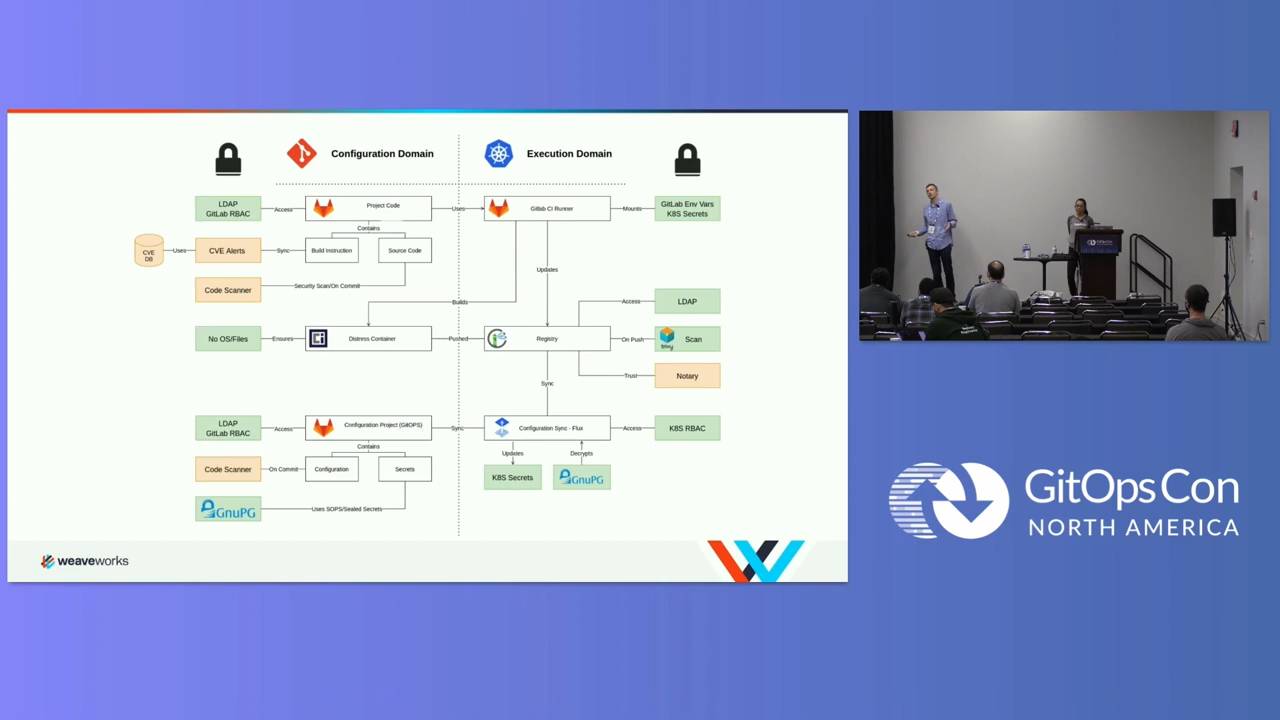 Configuration Domain
Execution Domain
LDAP
GitLab RBAC
Access
Project Code
Uses
Gitlab CI Runner
Mounts
GitLab Env Vars
K8S Secrets
Contains
CVE
DB
Uses
CVE Alerts
Sync
Build Instruction
Source Code
Updates
Code Scanner
Security Scan/On Commit
Builds
Access
LDAP
No OS/Files
Ensures
Distress Container
Pushed
Registry
On Push
Scan
Trust
Notary
Sync
LDAP
GitLab RBAC
Access
Configuration Project (GitOPS)
Sync
Configuration Sync - Flux
Access
K8S RBAC
Contains
Updates
Decrypts
Code Scanner
On Commit
Configuration
Secrets
K8S Secrets
GnuPG
GnuPG
Uses SOPS/Sealed Secrets
weaveworks
GitOpsCon
NORTH AMERICA